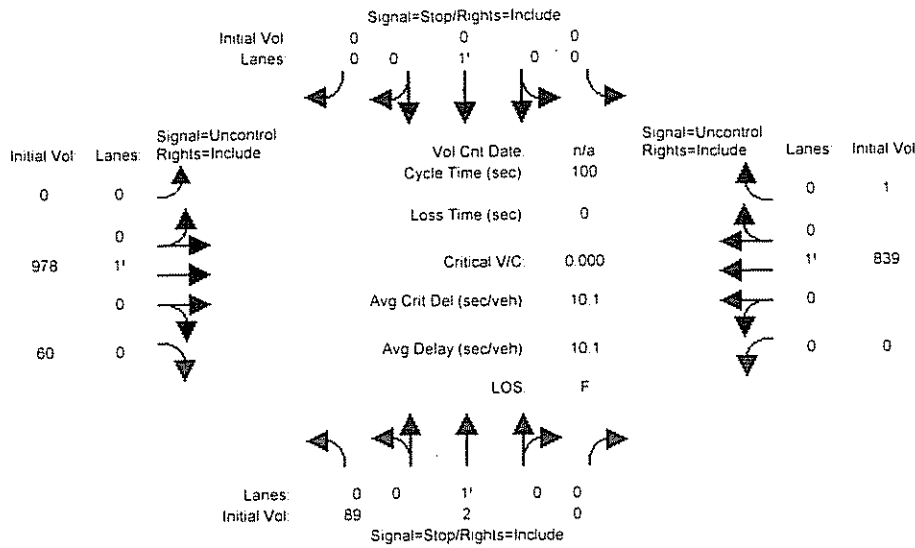 Signal=Stop/Rights=Include
Initial Vol 0 0 0
Lanes: 0 0 1' 0 0
Signal=Uncontrol
Rights=Include
Initial Vol: Lanes:
0 0
0
978 1'
0
60 0
Vol Cnt Date: n/a
Cycle Time (sec) 100
Loss Time (sec) 0
Critical V/C: 0.000
Avg Crit Del (sec/veh) 10.1
Avg Delay (sec/veh) 10.1
LOS: F
Signal=Uncontrol
Rights=Include
Lanes: Initial Vol
0 1
0
1' 839
0
0 0
Lanes: 0 0 1' 0 0
Initial Vol: 89 2 0
Signal=Stop/Rights=Include